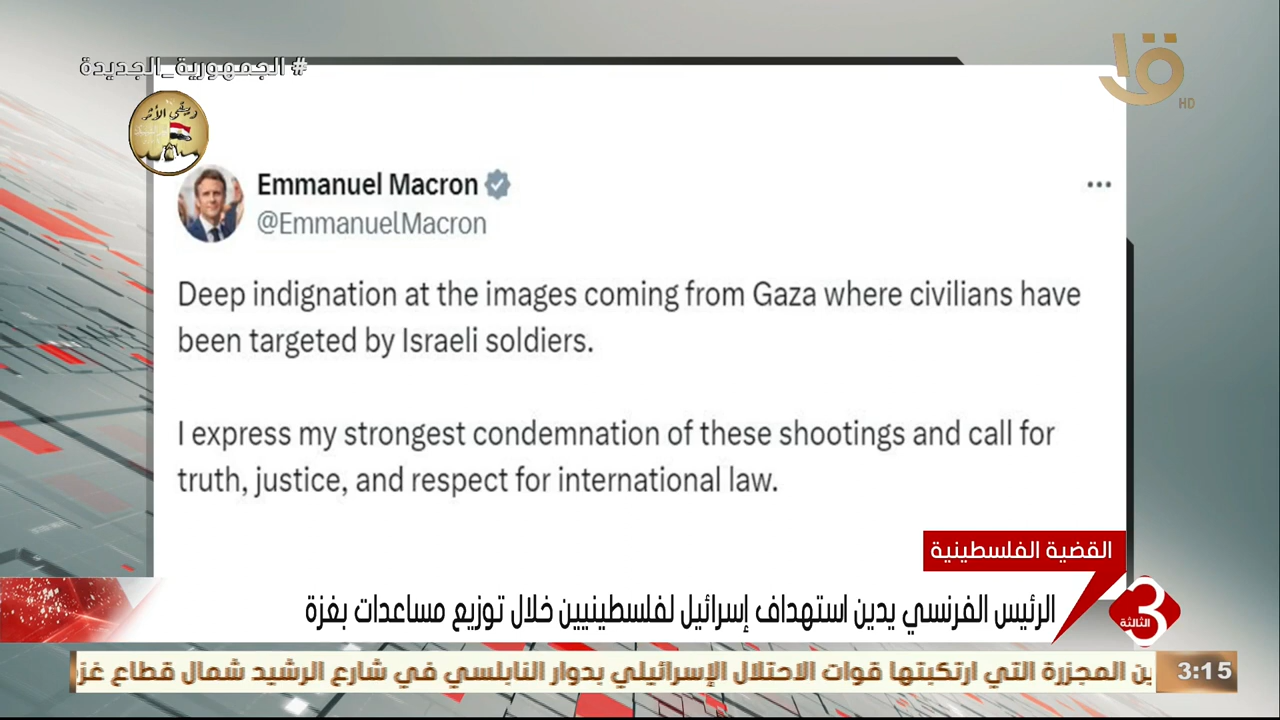 #الجمهورية_الجديدة
HD
Emmanuel Macron
@EmmanuelMacron
Deep indignation at the images coming from Gaza where civilians have
been targeted by Israeli soldiers.
I express my strongest condemnation of these shootings and call for
truth, justice, and respect for international law.
القضية الفلسطينية
الرئيس الفرنسي يدين استهداف إسرائيل لفلسطينيين خلال توزيع مساعدات بغزة
3 الثالثة
المجزرة التي ارتكبتها قوات الاحتلال الإسرائيلي بدوار النابلسي في شارع الرشيد شمال قطاع
3:15